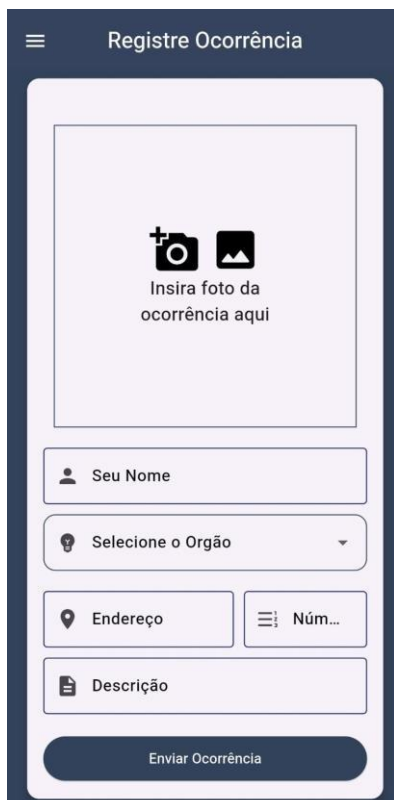 Registre Ocorrência
Insira foto da
ocorrência aqui
Seu Nome
Selecione o Orgão
Endereço
Núm...
Descrição
Enviar Ocorrência